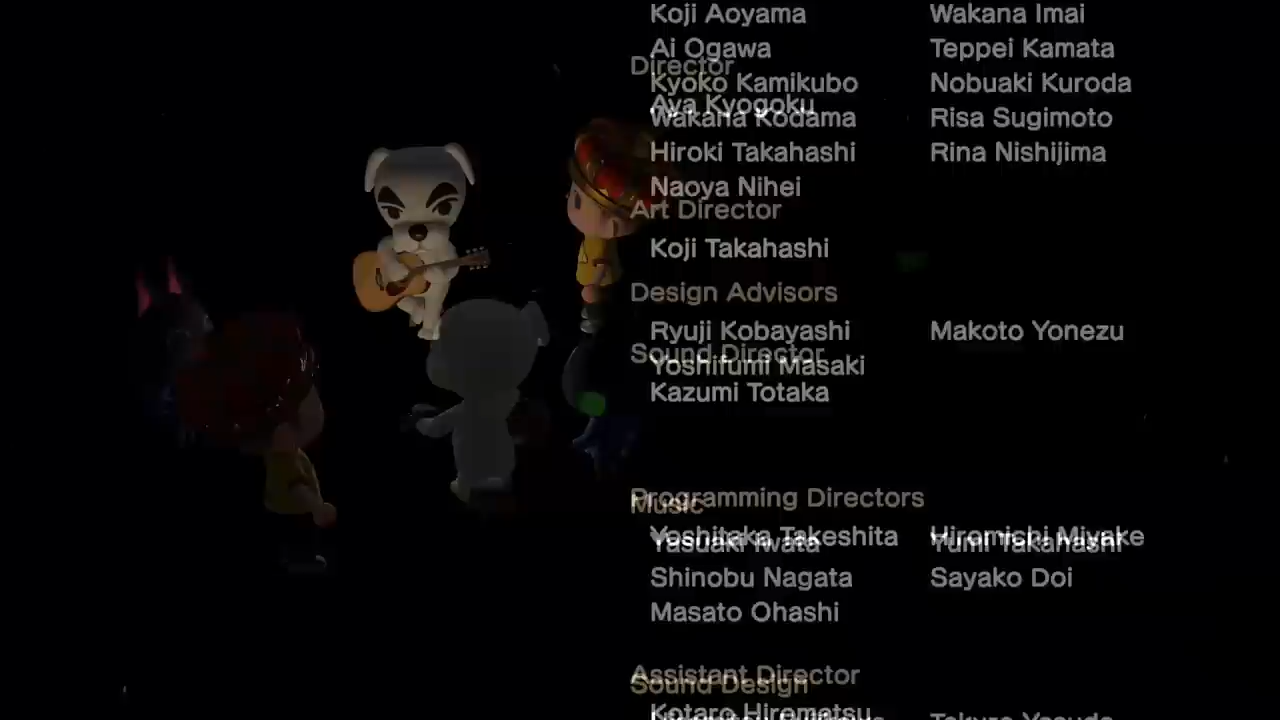 Koji Aoyama Wakana Imai
Ai Ogawa Teppei Kamata
Director
Kyoko Kamikubo Nobuaki Kuroda
Aya Kyogoku
Wakana Kodama Risa Sugimoto
Hiroki Takahashi Rina Nishijima
Naoya Nihei
Art Director
Koji Takahashi
Design Advisors
Ryuji Kobayashi Makoto Yonezu
Sound Director
Yoshifumi Masaki
Kazumi Totaka
Programming Directors
Music
Yoshitaka Takeshita Hiromichi Miyake
Yasuaki Iwata Yumi Takahashi
Shinobu Nagata Sayako Doi
Masato Ohashi
Assistant Director
Sound Design
Kotaro Hiromatsu